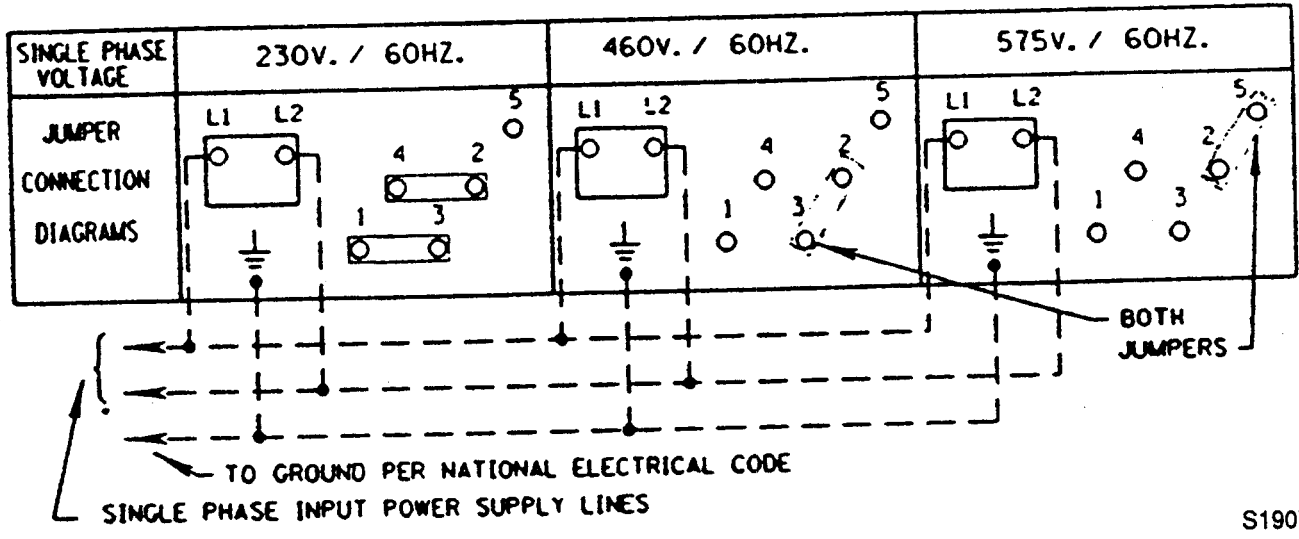 SINGLE PHASE
VOLTAGE
230V. / 60HZ.
460V. / 60HZ.
575V. / 60HZ.
JUMPER
CONNECTION
DIAGRAMS
L1 L2
5
4 2
1 3
L1 L2
5
4 2
1 3
L1 L2
5
4 2
1 3
BOTH
JUMPERS
TO GROUND PER NATIONAL ELECTRICAL CODE
SINGLE PHASE INPUT POWER SUPPLY LINES
S190